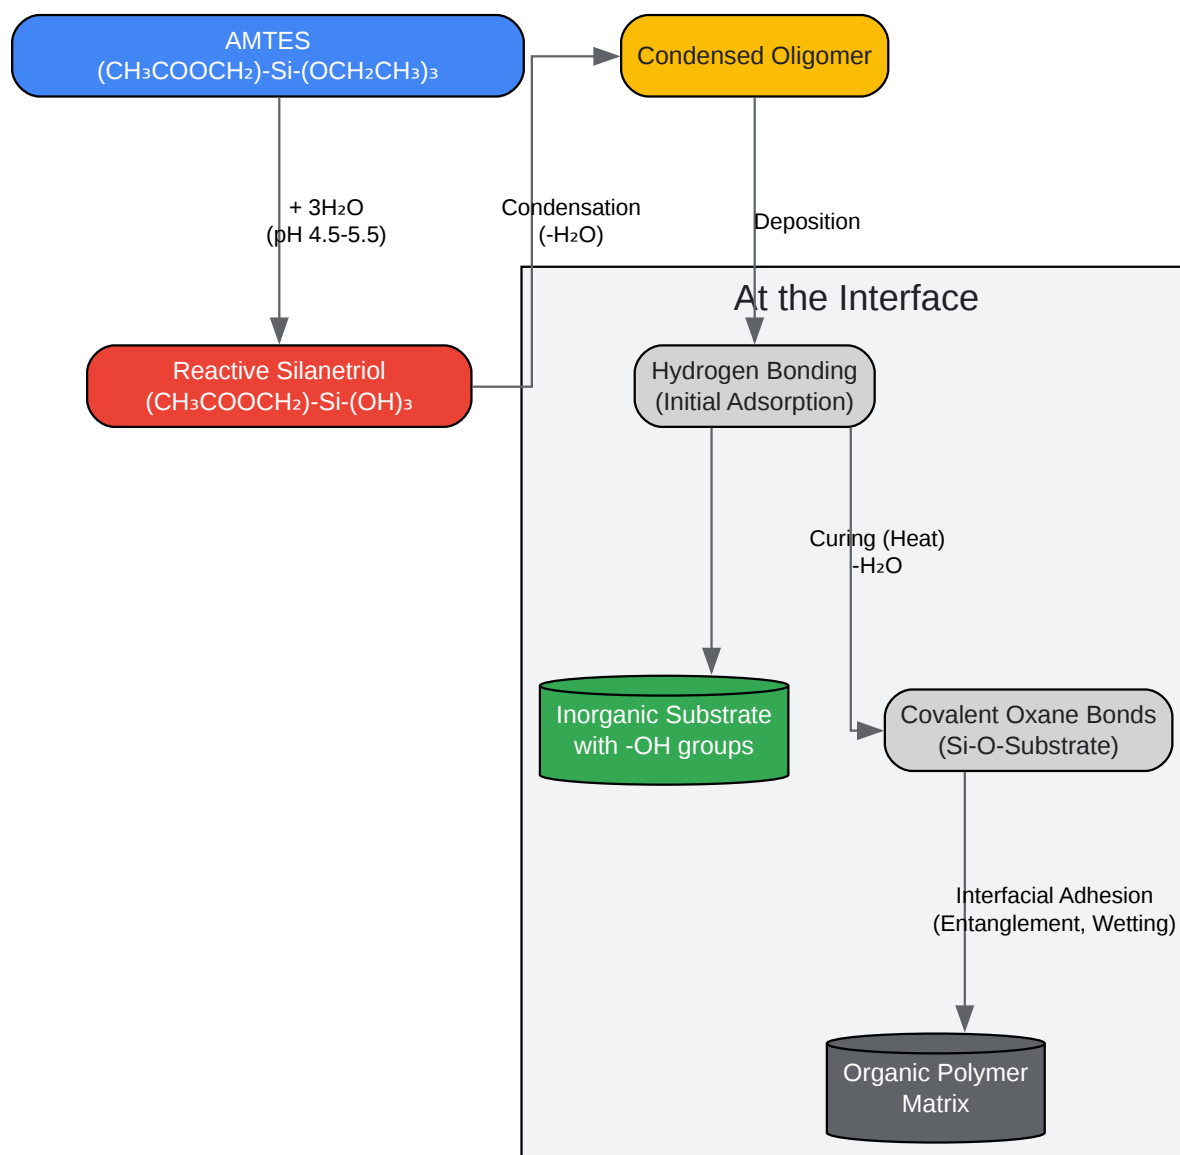 AMTES
(CH₃COOCH₂)-Si-(OCH₂CH₃)₃
Condensed Oligomer
+ 3H₂O
(pH 4.5-5.5)
Condensation
(-H₂O)
Deposition
At the Interface
Reactive Silanetriol
(CH₃COOCH₂)-Si-(OH)₃
Hydrogen Bonding
(Initial Adsorption)
Curing (Heat)
-H₂O
Inorganic Substrate
with -OH groups
Covalent Oxane Bonds
(Si-O-Substrate)
Interfacial Adhesion
(Entanglement, Wetting)
Organic Polymer
Matrix